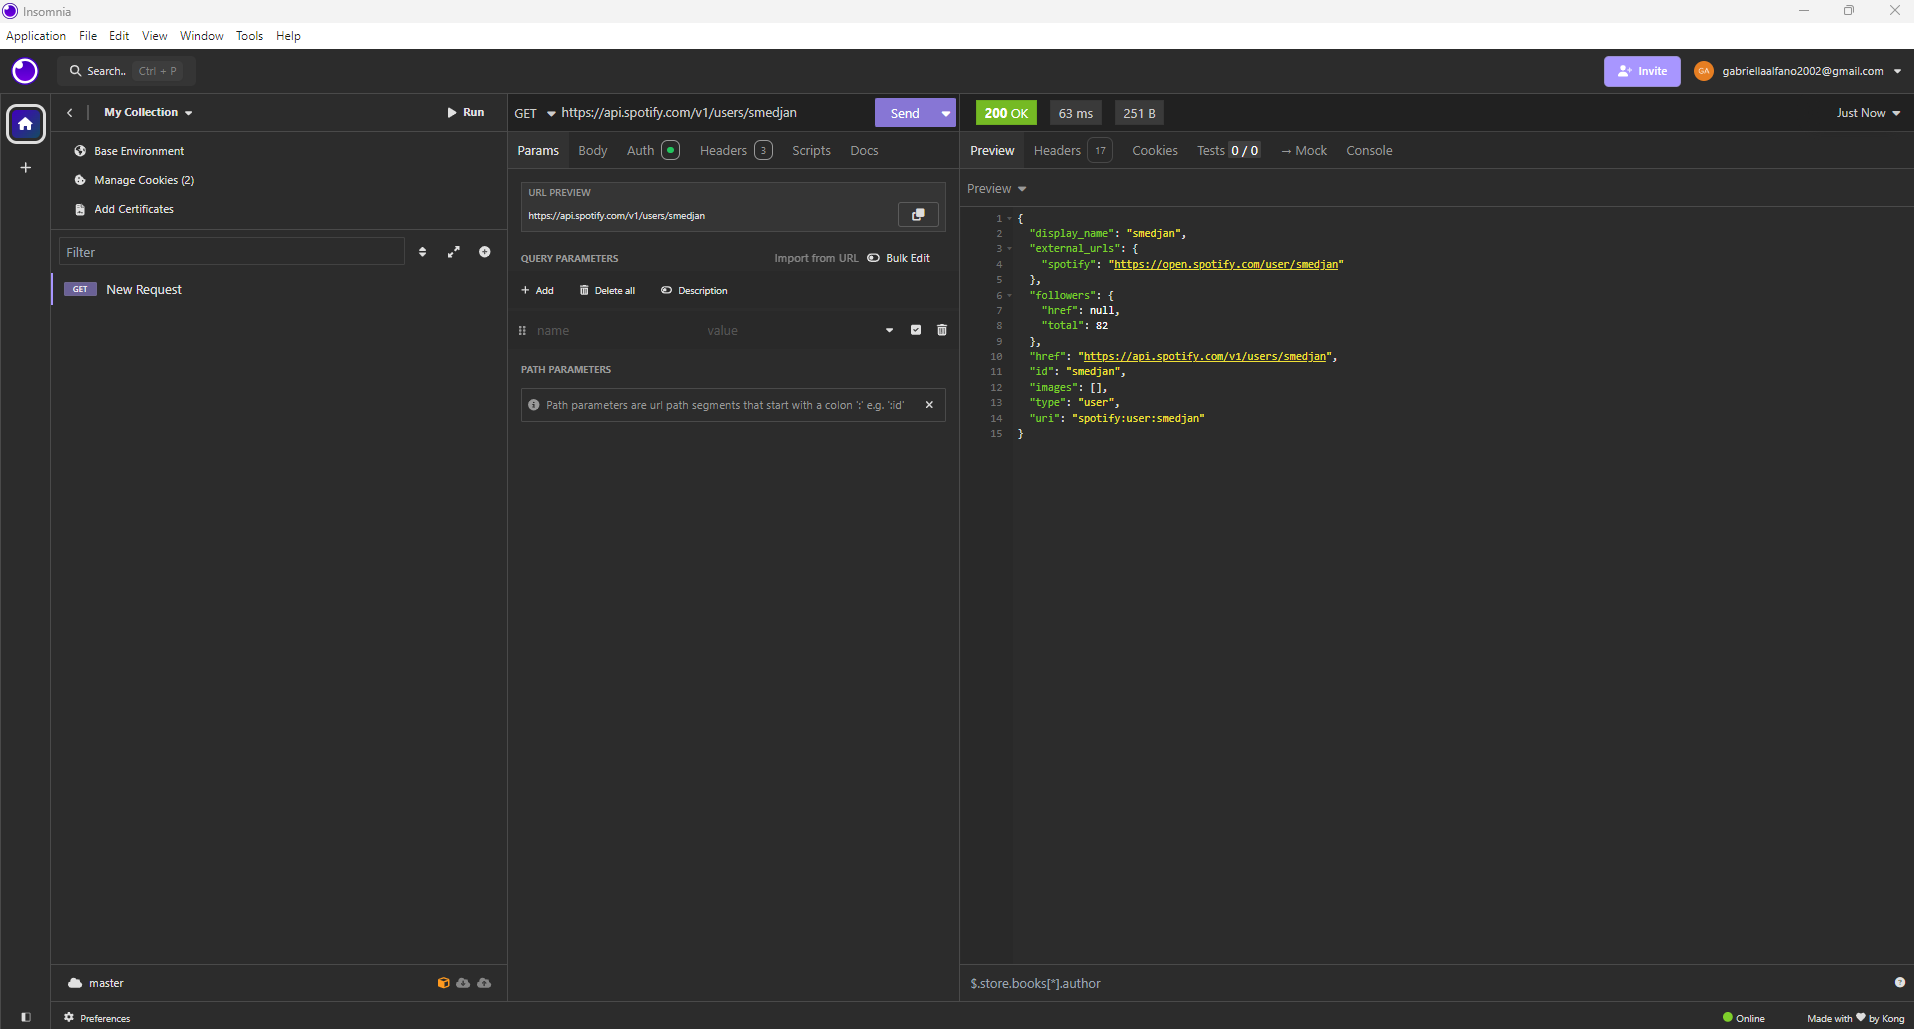 Insomnia
Application File Edit View Window Tools Help
Search.. Ctrl + P
Invite
GA gabriellaalfano2002@gmail.com
My Collection
Run
Base Environment
Manage Cookies (2)
Add Certificates
Filter
GET New Request
master
GET https://api.spotify.com/v1/users/smedjan Send
Params Body Auth Headers 3 Scripts Docs
URL PREVIEW
https://api.spotify.com/v1/users/smedjan
QUERY PARAMETERS Import from URL Bulk Edit
+ Add Delete all Description
name value
PATH PARAMETERS
Path parameters are url path segments that start with a colon ':' e.g. ':id'
200 OK 63 ms 251 B Just Now
Preview Headers 17 Cookies Tests 0 / 0 → Mock Console
Preview
1 {
2 "display_name": "smedjan",
3 "external_urls": {
4 "spotify": "https://open.spotify.com/user/smedjan"
5 },
6 "followers": {
7 "href": null,
8 "total": 82
9 },
10 "href": "https://api.spotify.com/v1/users/smedjan",
11 "id": "smedjan",
12 "images": [],
13 "type": "user",
14 "uri": "spotify:user:smedjan"
15 }
$.store.books[*].author
Preferences
Online
Made with ♥ by Kong